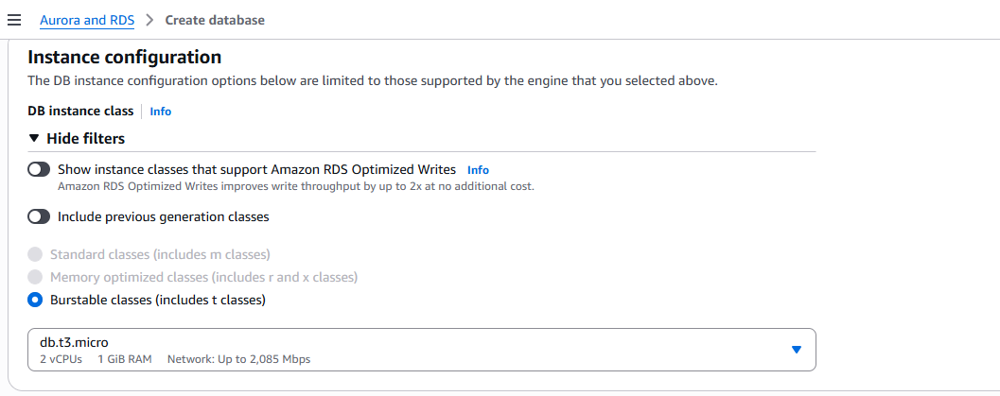 Aurora and RDS > Create database
Instance configuration
The DB instance configuration options below are limited to those supported by the engine that you selected above.
DB instance class | Info
Hide filters
Show instance classes that support Amazon RDS Optimized Writes Info
Amazon RDS Optimized Writes improves write throughput by up to 2x at no additional cost.
Include previous generation classes
Standard classes (includes m classes)
Memory optimized classes (includes r and x classes)
Burstable classes (includes t classes)
db.t3.micro
2 vCPUs 1 GiB RAM Network: Up to 2,085 Mbps